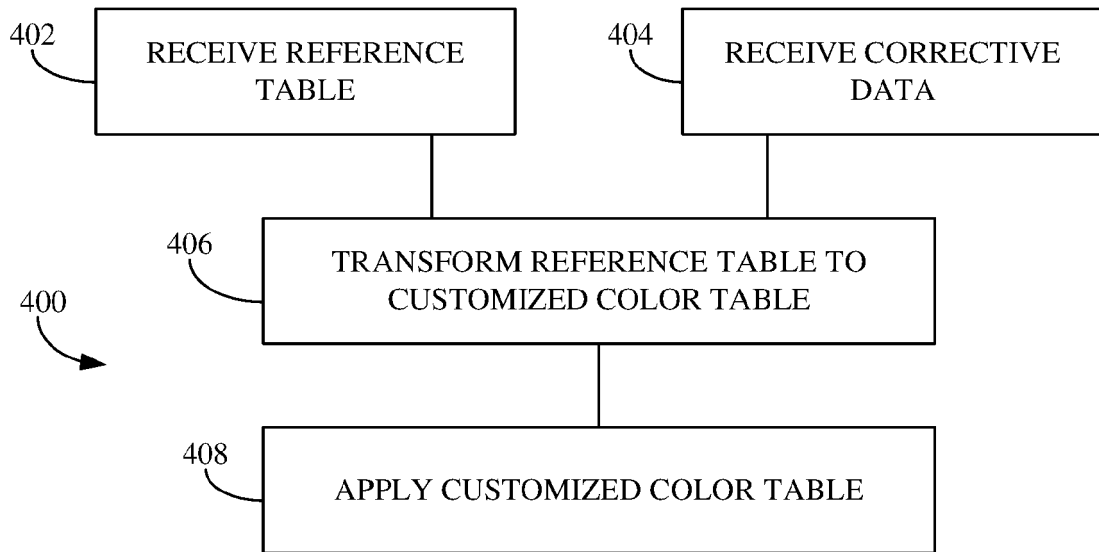 402
RECEIVE REFERENCE
TABLE
404
RECEIVE CORRECTIVE
DATA
406
TRANSFORM REFERENCE TABLE TO
CUSTOMIZED COLOR TABLE
400
408
APPLY CUSTOMIZED COLOR TABLE